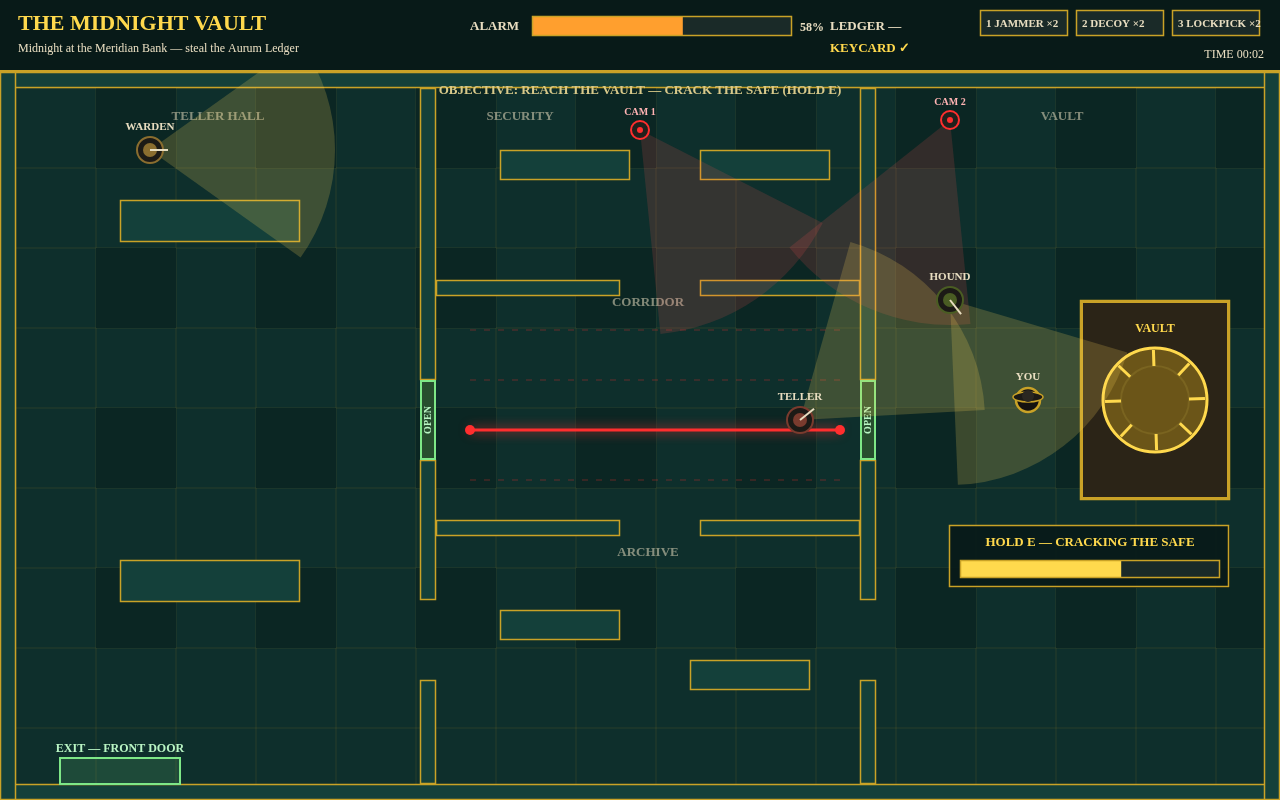 THE MIDNIGHT VAULT
Midnight at the Meridian Bank — steal the Aurum Ledger
ALARM
58%
LEDGER —
KEYCARD ✓
1 JAMMER ×2
2 DECOY ×2
3 LOCKPICK ×2
TIME 00:02
OBJECTIVE: REACH THE VAULT — CRACK THE SAFE (HOLD E)
TELLER HALL
WARDEN
SECURITY
CAM 1
CAM 2
VAULT
HOUND
CORRIDOR
VAULT
YOU
TELLER
OPEN
OPEN
HOLD E — CRACKING THE SAFE
ARCHIVE
EXIT — FRONT DOOR